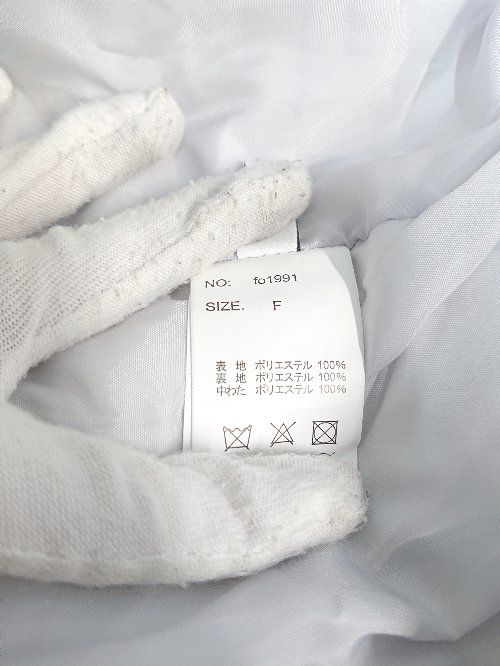 NO: fo1991
SIZE. F
表 地 ポリエステル 100%
裏 地 ポリエステル 100%
中わた ポリエステル 100%